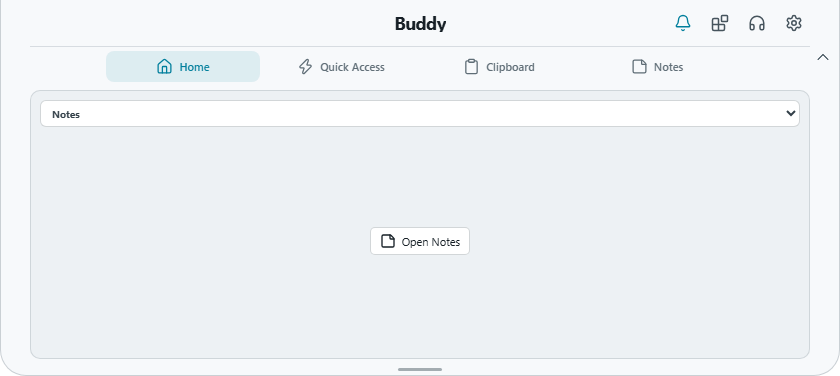 Buddy
Home
Quick Access
Clipboard
Notes
Notes
Open Notes